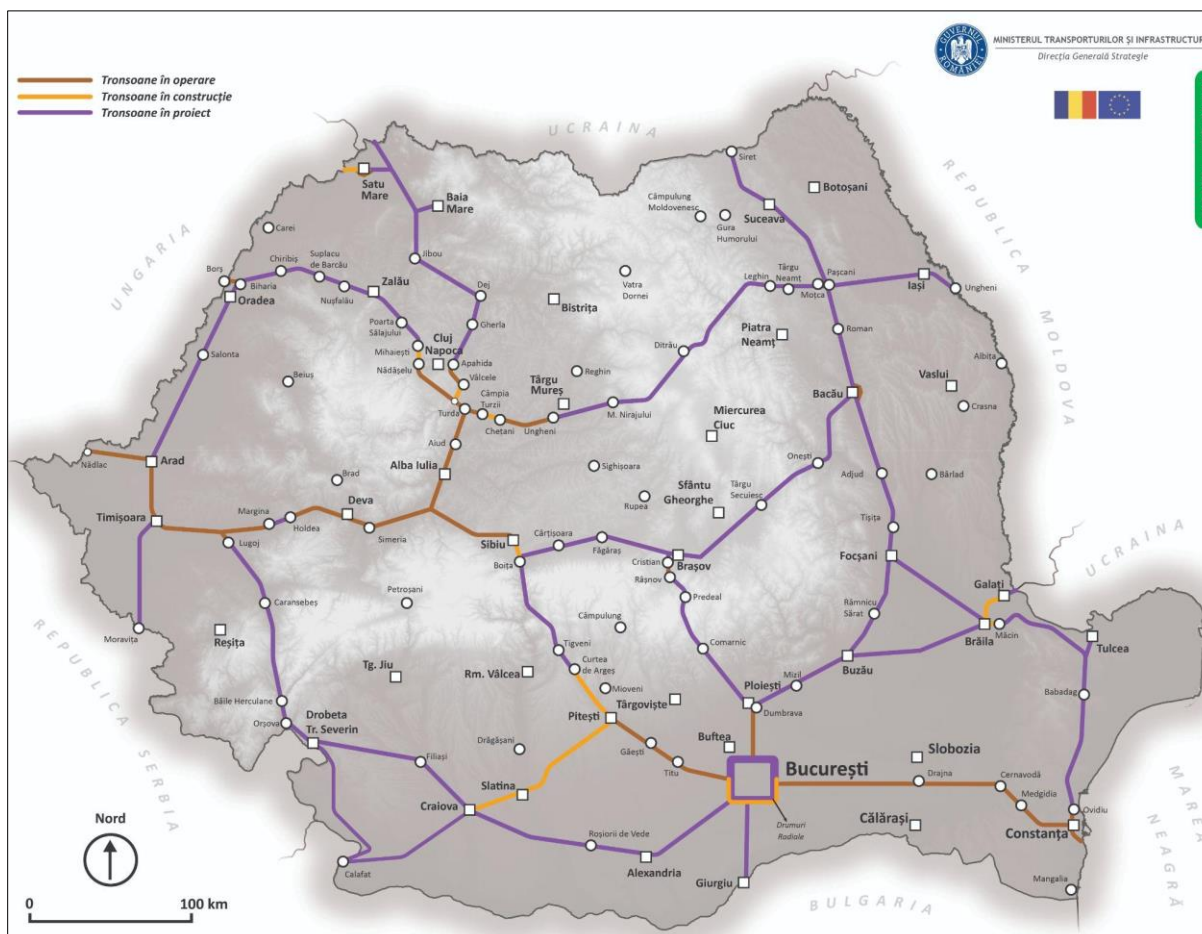 GUVERNUL ROMÂNIEI
MINISTERUL TRANSPORTURILOR ȘI INFRASTRUCTUR
Direcția Generală Strategie
Tronsoane în operare
Tronsoane în construcție
Tronsoane în proiect
UCRAINA
REPUBLICA MOLDOVA
UNGARIA
Siret
Botoșani
Satu
Mare
Baia
Mare
Câmpulung
Moldovenesc
Gura
Humorului
Suceava
Carei
Jibou
Suplacu
de Barcău
Chiribiș
Borș
Biharia
Oradea
Nușfalău
Zalău
Dej
Vatra
Dornei
Bistrița
Leghin
Târgu
Neamț
Moțca
Pașcani
Iași
Ungheni
Poarta
Sălajului
Gherla
Piatra
Neamț
Roman
Mihaiești
Nădășelu
Cluj
Napoca
Apahida
Vâlcele
Ditrău
Salonta
Beiuș
Târgu
Mureș
Reghin
Albița
Vaslui
Crasna
Bacău
Câmpia
Turzii
Turda
Chețani
Ungheni
M. Nirajului
Miercurea
Ciuc
Aiud
Nădlac
Arad
Brad
Alba Iulia
Sighișoara
Onești
Adjud
Bârlad
Rupea
Sfântu
Gheorghe
Târgu
Secuiesc
Timișoara
Margina
Holdea
Deva
Simeria
Tișița
Lugoj
Sibiu
Boița
Cârțișoara
Făgăraș
Cristian
Brașov
Râșnov
Focșani
UCRAINA
Galați
Caransebeș
Petroșani
Predeal
Râmnicu
Sărat
Brăila
Măcin
Tulcea
Moravița
Reșița
Câmpulung
Comarnic
Tigveni
Curtea
de Arges
Tg. Jiu
Rm. Vâlcea
Mizil
Buzău
Ploiești
Dumbrava
Mioveni
Târgoviște
Babadag
REPUBLICA SERBIA
Băile Herculane
Orșova
Drobeta
Tr. Severin
Drăgășani
Pitești
Găești
Titu
Buftea
București
Slobozia
Drajna
Filiași
Slatina
Craiova
Cernavodă
Medgidia
Ovidiu
Constanța
Drumuri
Radiale
Călărași
MAREA NEAGRĂ
Nord
Calafat
Roșiorii de Vede
Alexandria
Giurgiu
Mangalia
BULGARIA
0
100 km